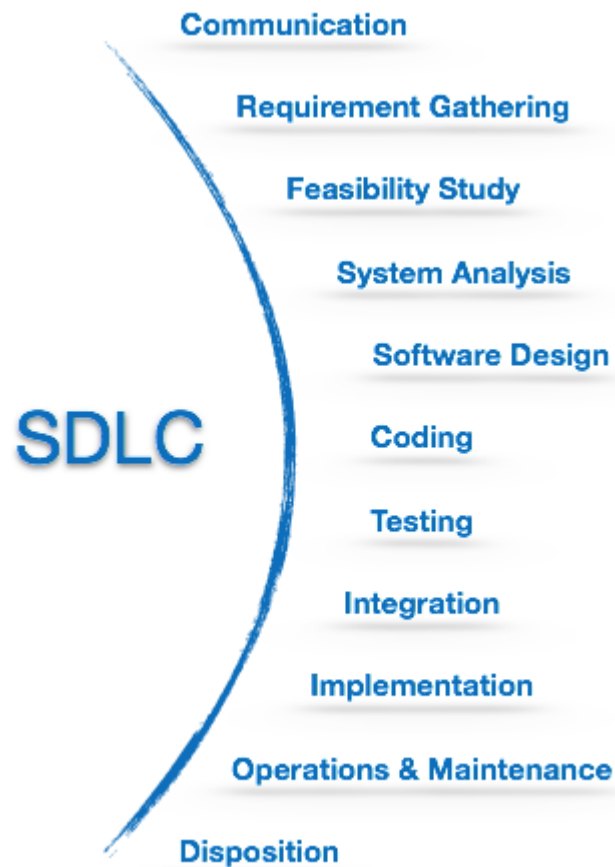 Communication
Requirement Gathering
Feasibility Study
System Analysis
Software Design
SDLC
Coding
Testing
Integration
Implementation
Operations & Maintenance
Disposition